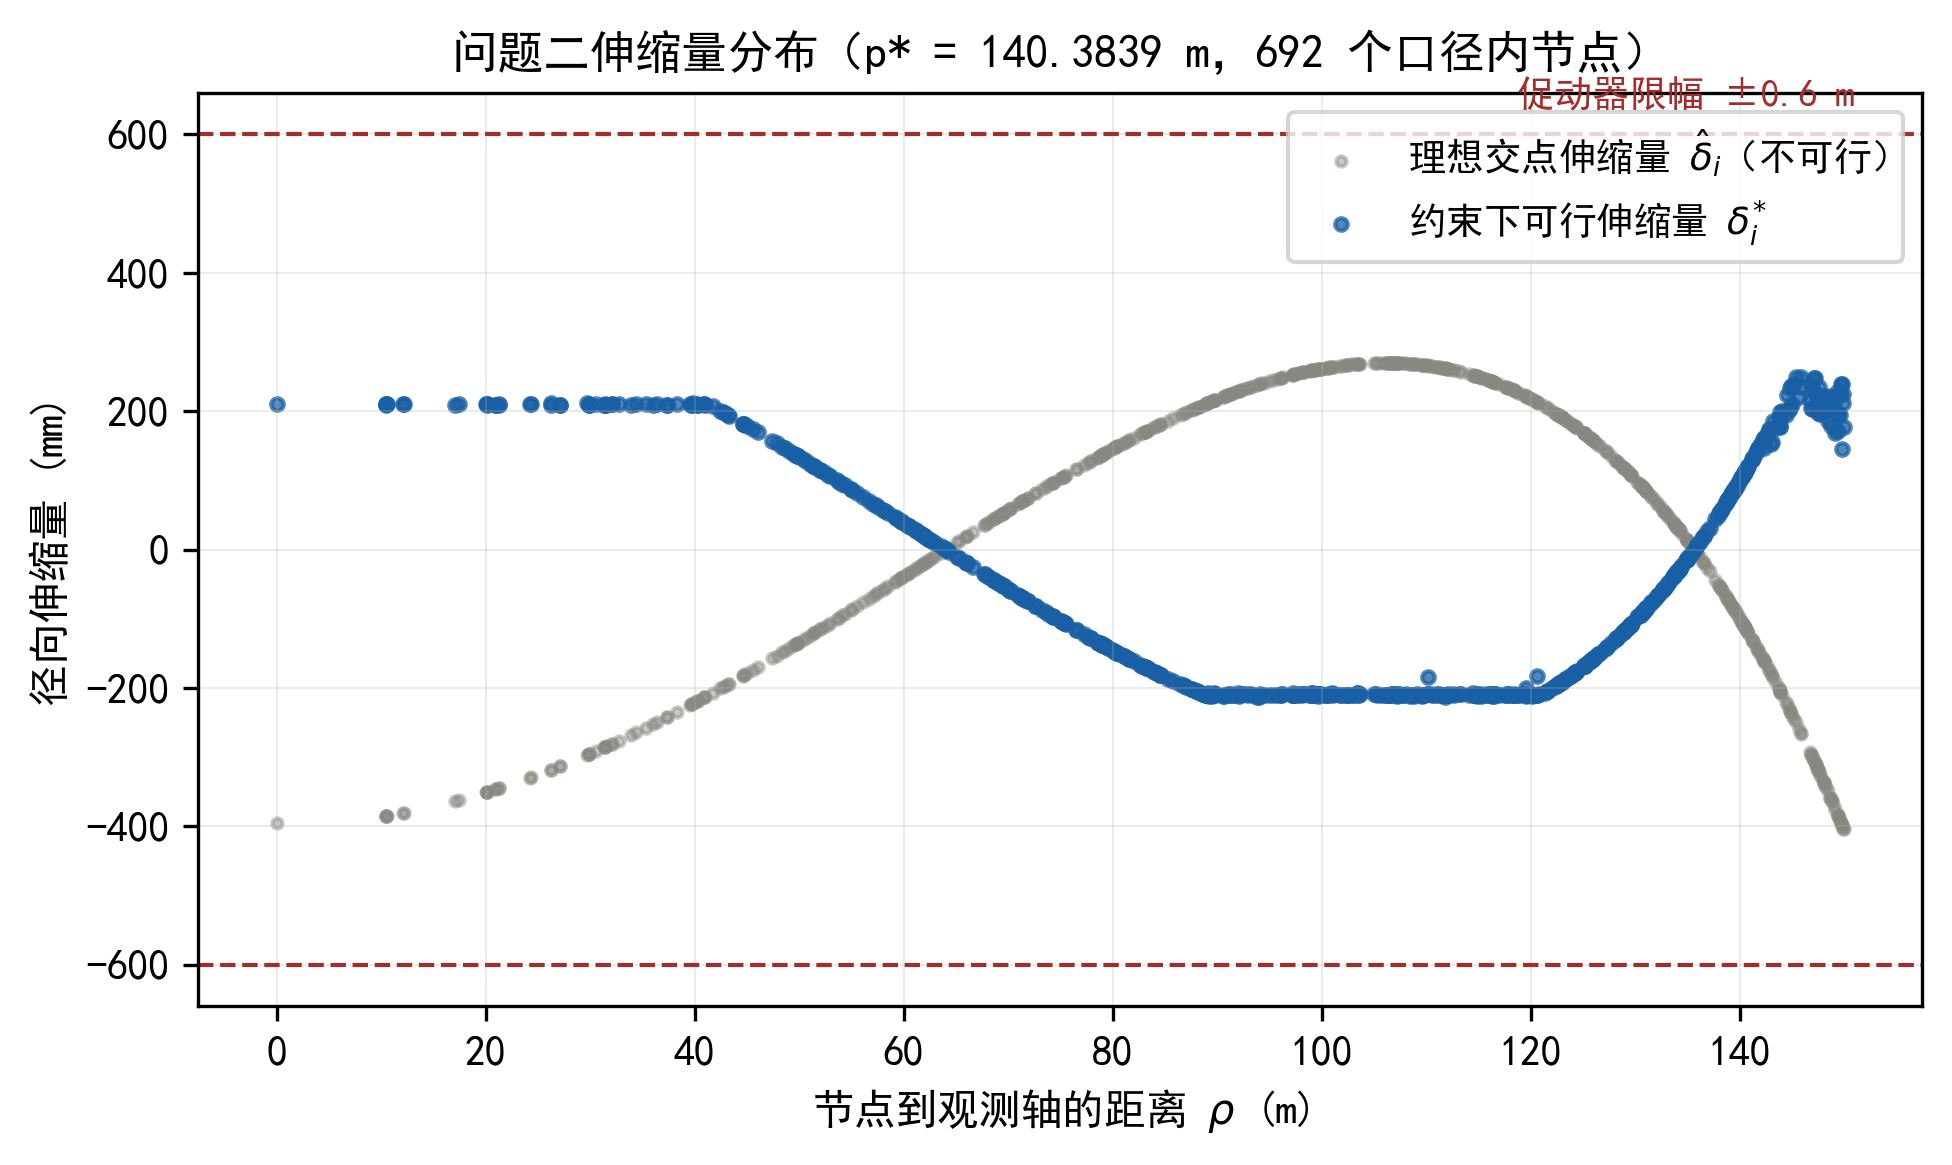 问题二伸缩量分布（p* = 140.3839 m，692 个口径内节点）
促动器限幅 ±0.6 m
理想交点伸缩量 δ̂ᵢ（不可行）
约束下可行伸缩量 δᵢ*
径向伸缩量（mm）
600
400
200
0
−200
−400
−600
0 20 40 60 80 100 120 140
节点到观测轴的距离 ρ（m）